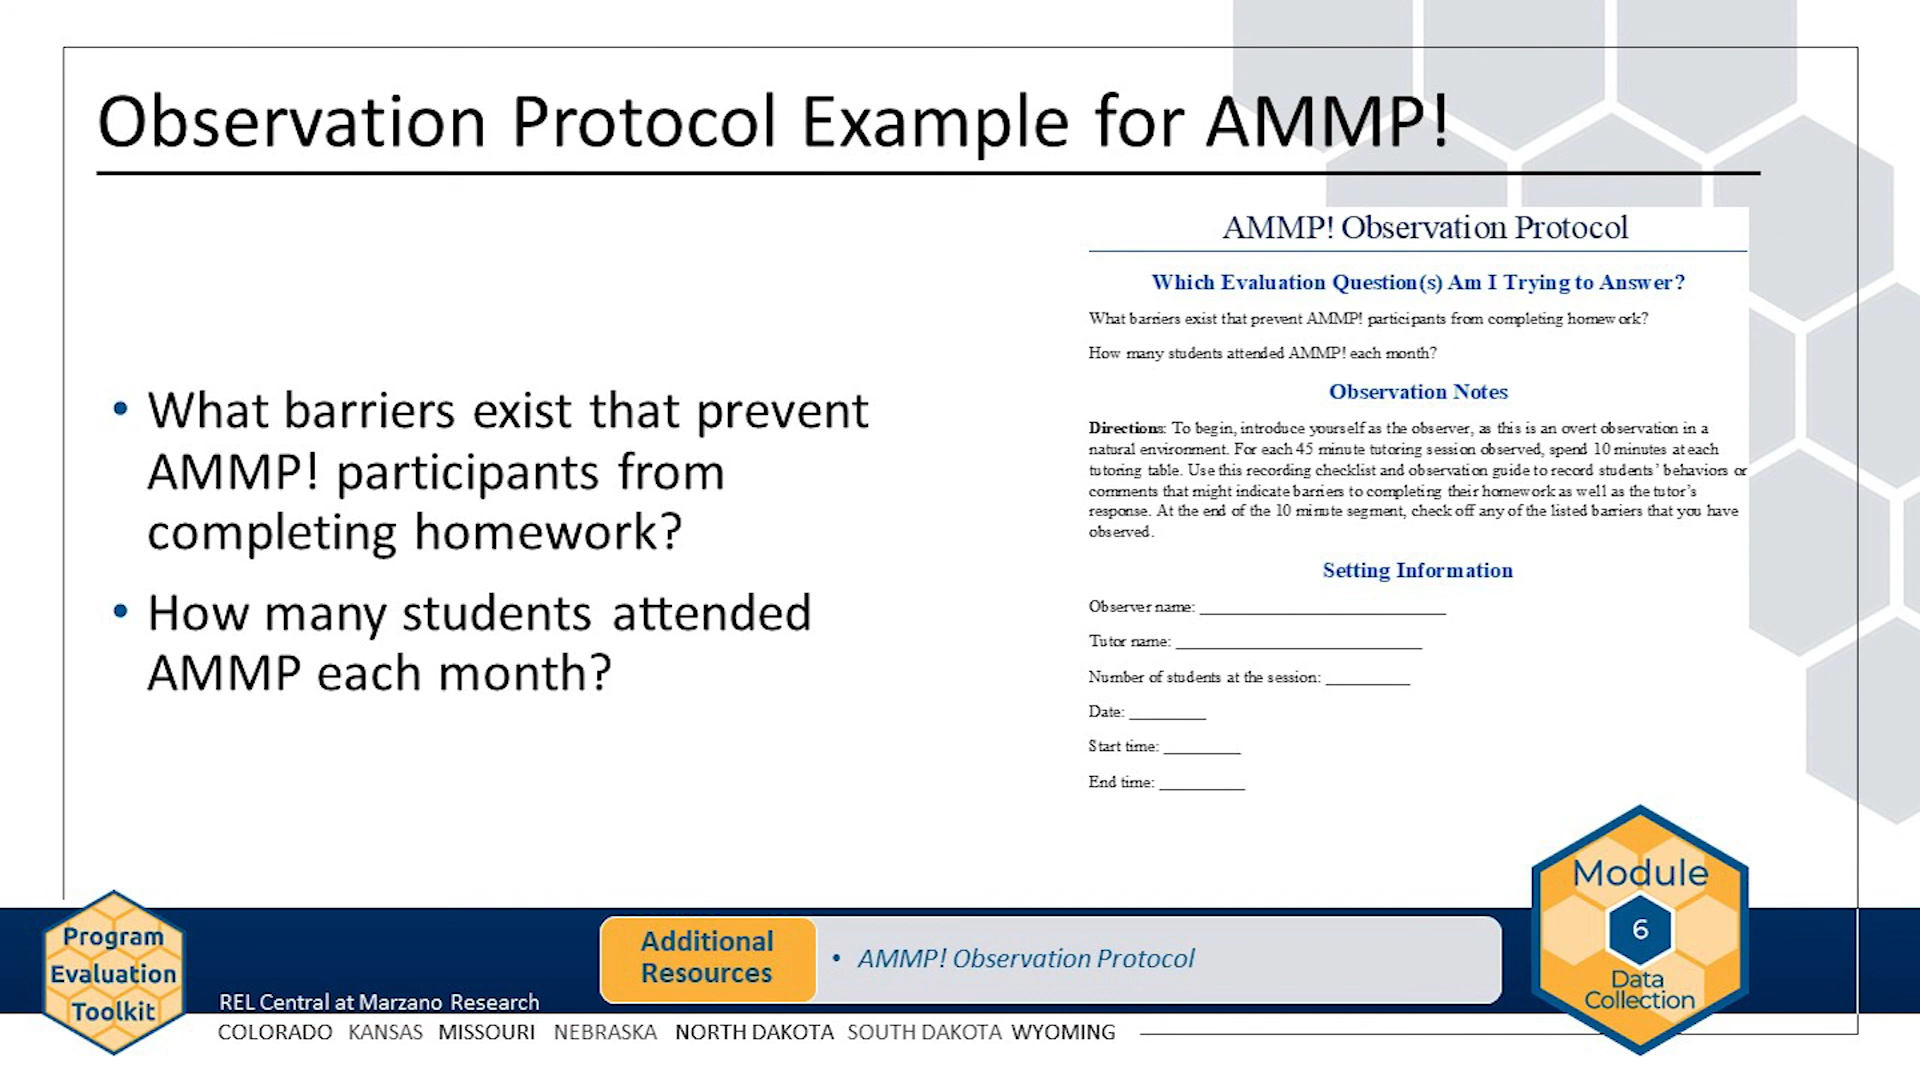 Observation Protocol Example for AMMP!
• What barriers exist that prevent
AMMP! participants from
completing homework?
• How many students attended
AMMP each month?
AMMP! Observation Protocol
Which Evaluation Question(s) Am I Trying to Answer?
What barriers exist that prevent AMMP! participants from completing homework?
How many students attended AMMP! each month?
Observation Notes
Directions: To begin, introduce yourself as the observer, as this is an overt observation in a
natural environment. For each 45 minute tutoring session observed, spend 10 minutes at each
tutoring table. Use this recording checklist and observation guide to record students’ behaviors or
comments that might indicate barriers to completing their homework as well as the tutor’s
response. At the end of the 10 minute segment, check off any of the listed barriers that you have
observed.
Setting Information
Observer name: ____________________
Tutor name: ____________________
Number of students at the session: _______
Date: ______
Start time: ______
End time: _______
Program
Evaluation
Toolkit
REL Central at Marzano Research
COLORADO KANSAS MISSOURI NEBRASKA NORTH DAKOTA SOUTH DAKOTA WYOMING
Additional
Resources
• AMMP! Observation Protocol
Module
6
Data
Collection